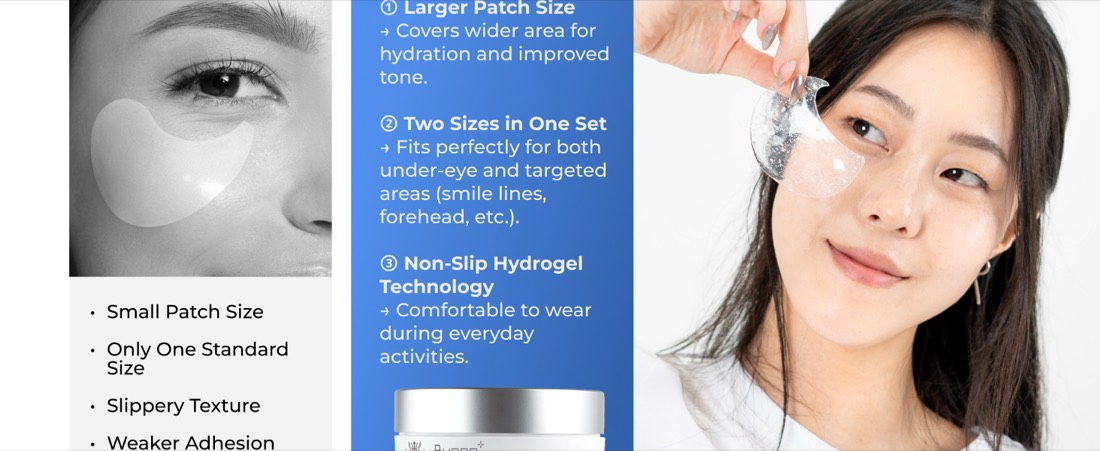 • Small Patch Size
• Only One Standard
Size
• Slippery Texture
• Weaker Adhesion
① Larger Patch Size
→ Covers wider area for
hydration and improved
tone.
② Two Sizes in One Set
→ Fits perfectly for both
under-eye and targeted
areas (smile lines,
forehead, etc.).
③ Non-Slip Hydrogel
Technology
→ Comfortable to wear
during everyday
activities.